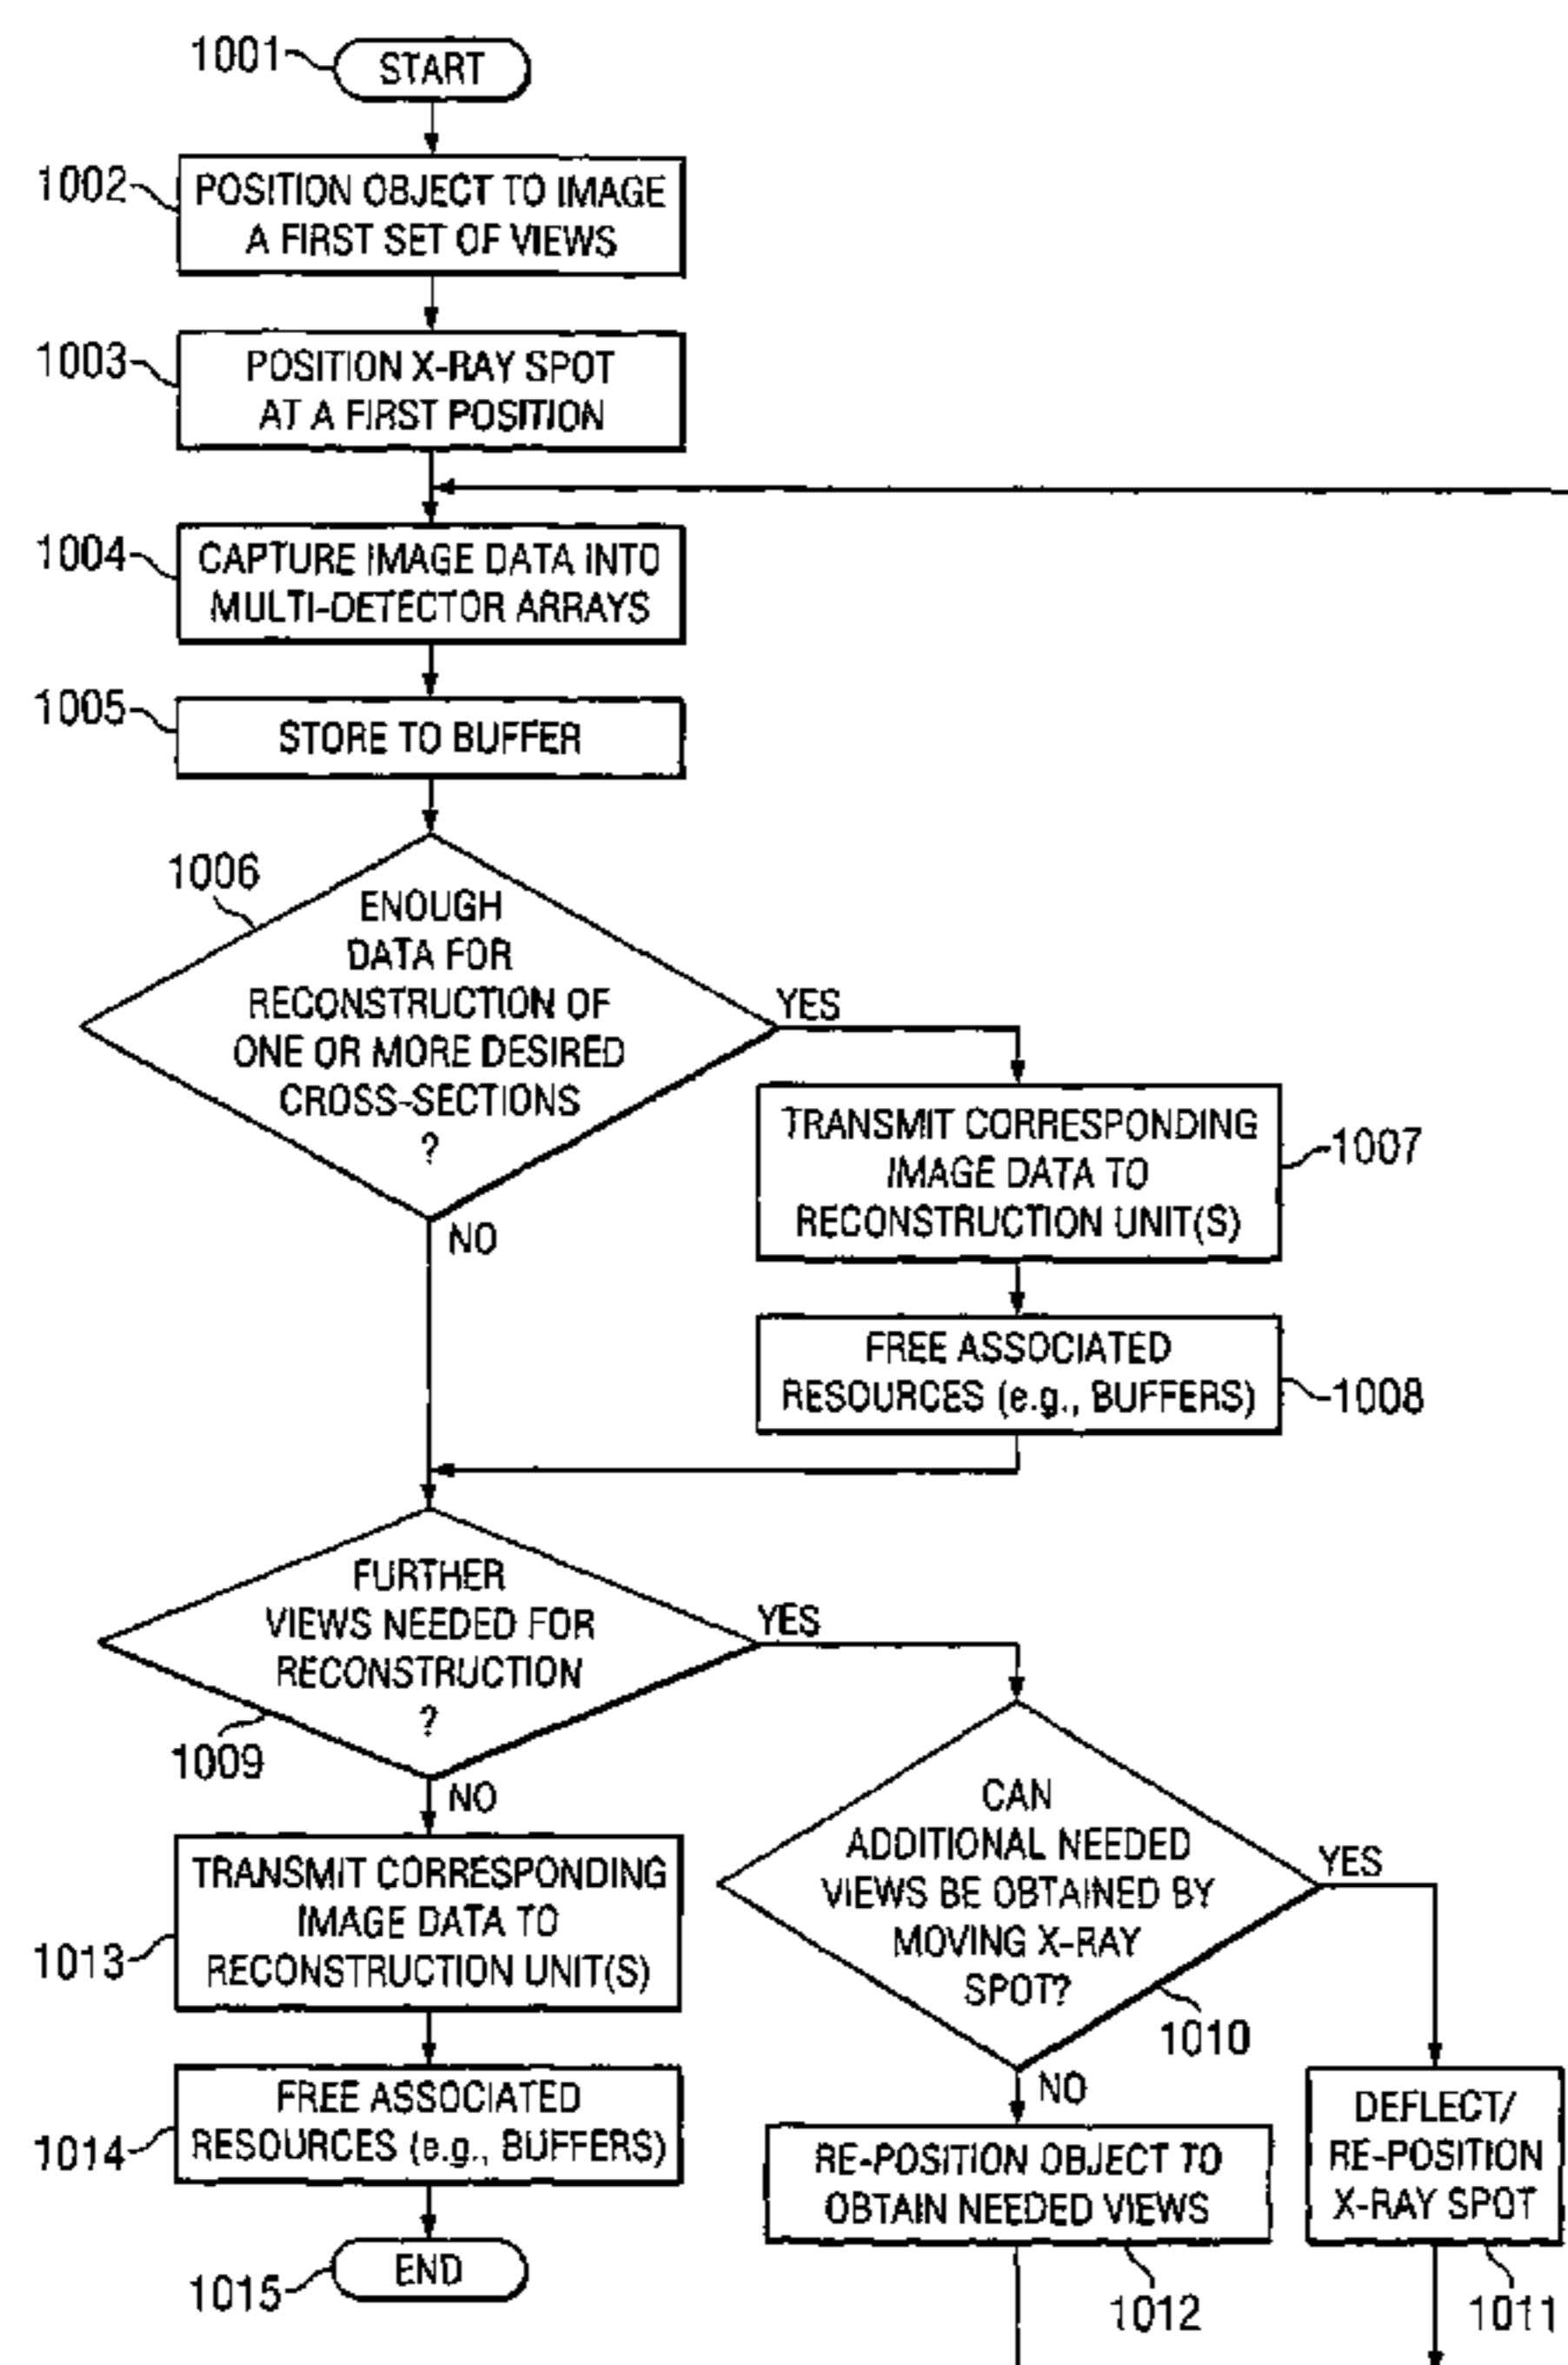 1001
START
1002
POSITION OBJECT TO IMAGE
A FIRST SET OF VIEWS
1003
POSITION X-RAY SPOT
AT A FIRST POSITION
1004
CAPTURE IMAGE DATA INTO
MULTI-DETECTOR ARRAYS
1005
STORE TO BUFFER
1006
ENOUGH
DATA FOR
RECONSTRUCTION OF
ONE OR MORE DESIRED
CROSS-SECTIONS
?
YES
NO
TRANSMIT CORRESPONDING
IMAGE DATA TO
RECONSTRUCTION UNIT(S)
1007
FREE ASSOCIATED
RESOURCES (e.g., BUFFERS)
1008
FURTHER
VIEWS NEEDED FOR
RECONSTRUCTION
?
1009
YES
NO
CAN
ADDITIONAL NEEDED
VIEWS BE OBTAINED BY
MOVING X-RAY
SPOT?
1010
YES
NO
TRANSMIT CORRESPONDING
IMAGE DATA TO
RECONSTRUCTION UNIT(S)
1013
FREE ASSOCIATED
RESOURCES (e.g., BUFFERS)
1014
END
1015
RE-POSITION OBJECT TO
OBTAIN NEEDED VIEWS
1012
DEFLECT/
RE-POSITION
X-RAY SPOT
1011